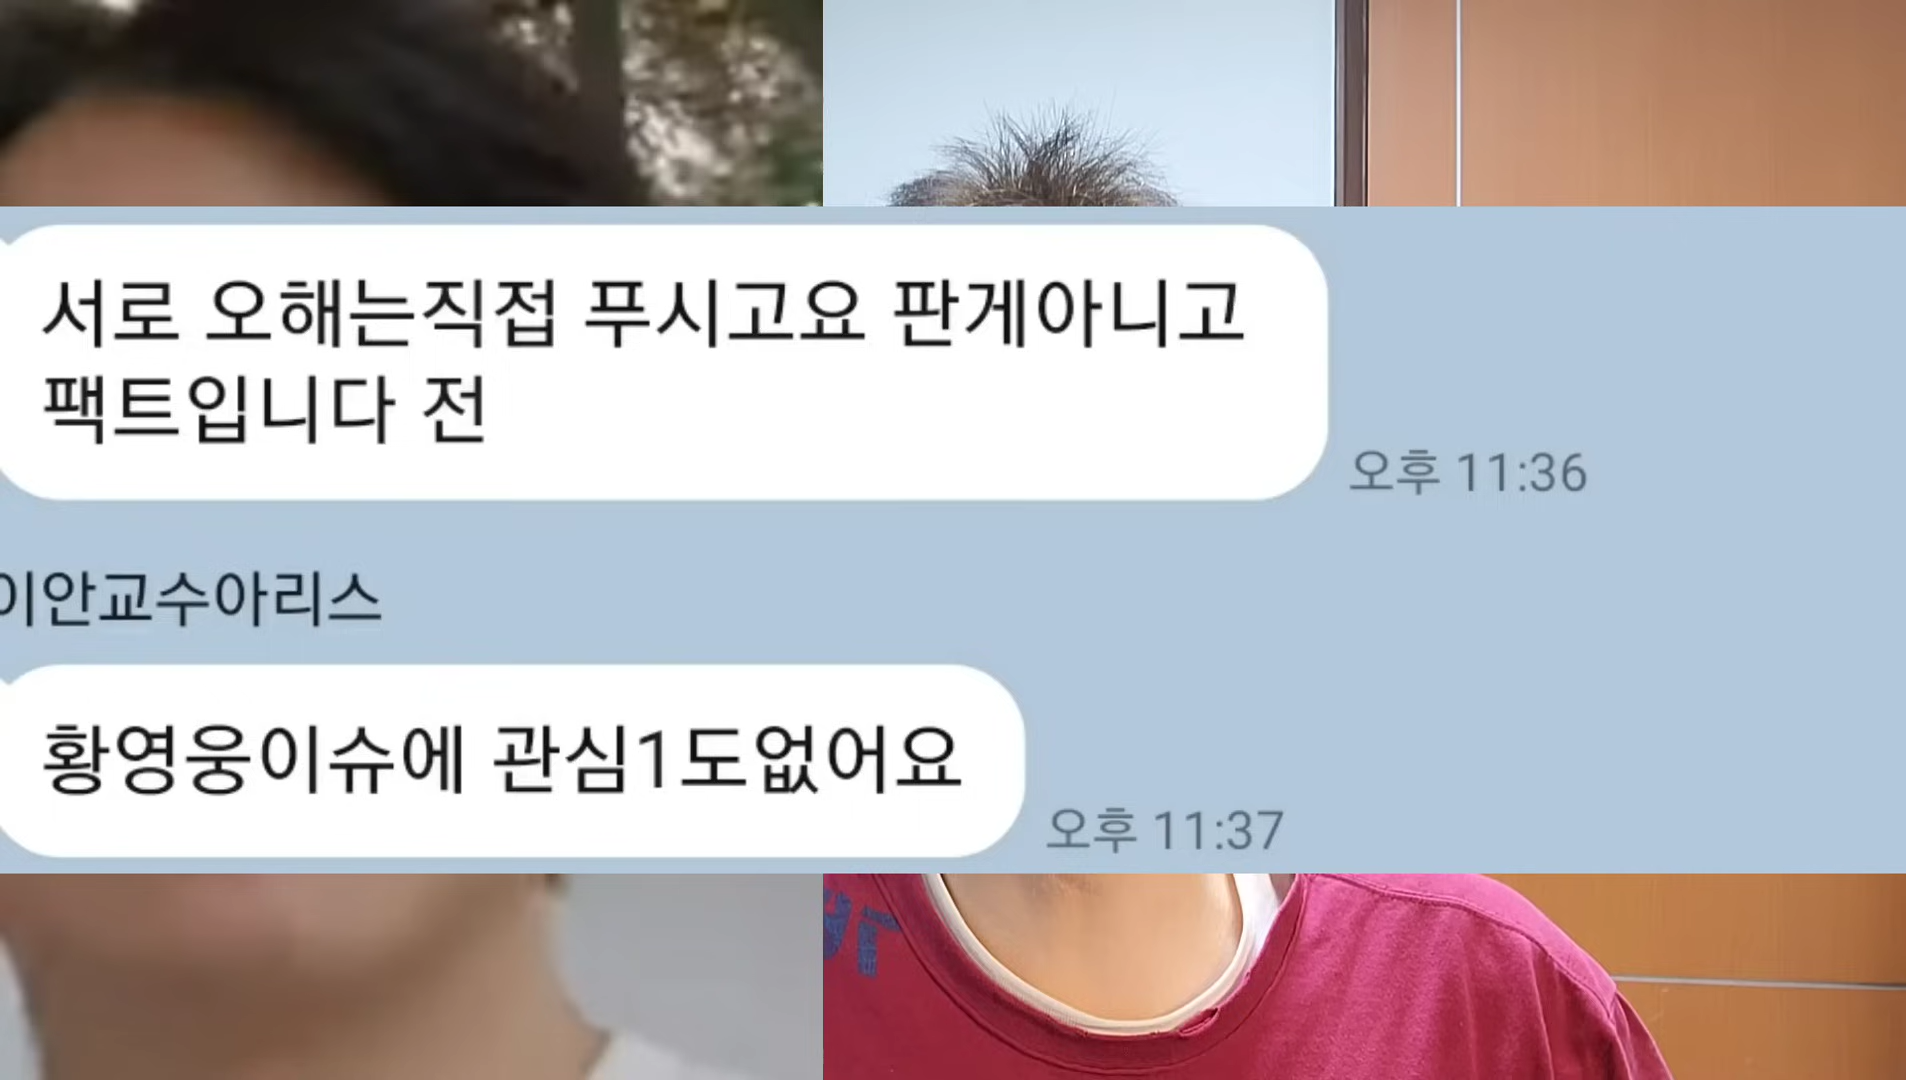 서로 오해는직접 푸시고요 판게아니고
팩트입니다 전
오후 11:36
이안교수아리스
황영웅이슈에 관심1도없어요
오후 11:37